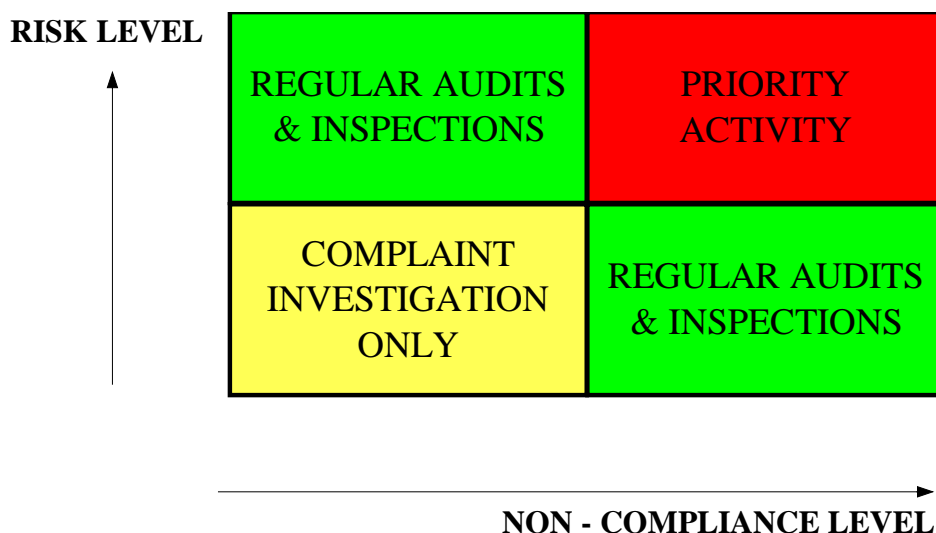 RISK LEVEL
REGULAR AUDITS
& INSPECTIONS
PRIORITY
ACTIVITY
COMPLAINT
INVESTIGATION
ONLY
REGULAR AUDITS
& INSPECTIONS
NON - COMPLIANCE LEVEL